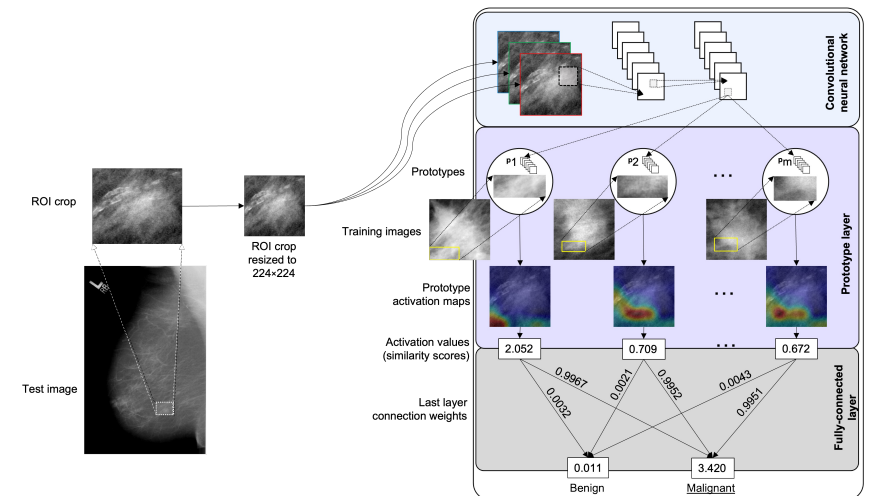 Convolutional
neural network
Prototypes
p1
p2
pm
...
ROI crop
Training images
ROI crop
resized to
224×224
Prototype layer
Prototype
activation maps
...
Activation values
(similarity scores)
2.052
0.709
...
0.672
Test image
Last layer
connection weights
0.9967
0.0032
0.0021
0.9952
0.0043
0.9951
Fully-connected
layer
0.011
3.420
Benign
Malignant